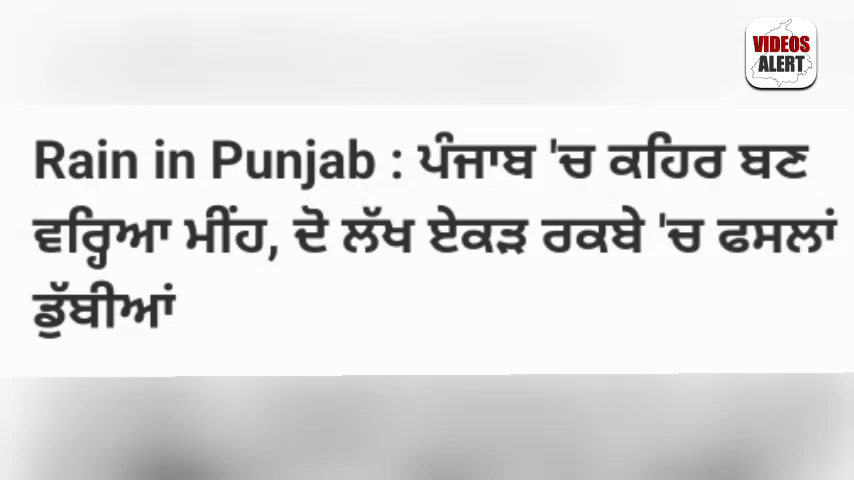 VIDEOS
ALERT
Rain in Punjab : ਪੰਜਾਬ 'ਚ ਕਹਿਰ ਬਣ
ਵਰ੍ਹਿਆ ਮੀਂਹ, ਦੋ ਲੱਖ ਏਕੜ ਰਕਬੇ 'ਚ ਫਸਲਾਂ
ਡੁੱਬੀਆਂ